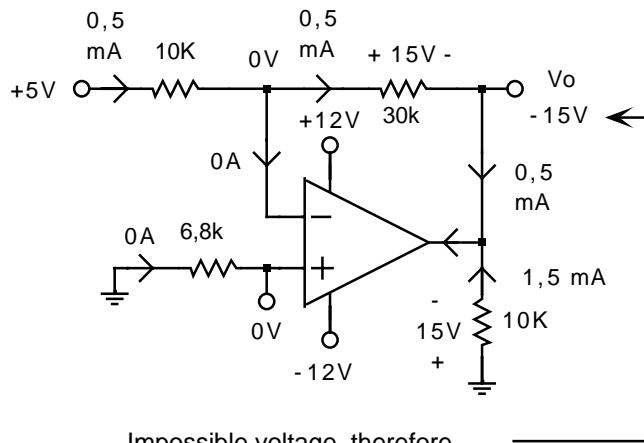 0,5
mA
10K
0V
0,5
mA
+ 15V -
Vo
+5V
30k
- 15V
+12V
0A
0,5
mA
6,8k
0A
−
+
1,5 mA
0V
-
15V
+
10K
-12V
Impossible voltage, therefore